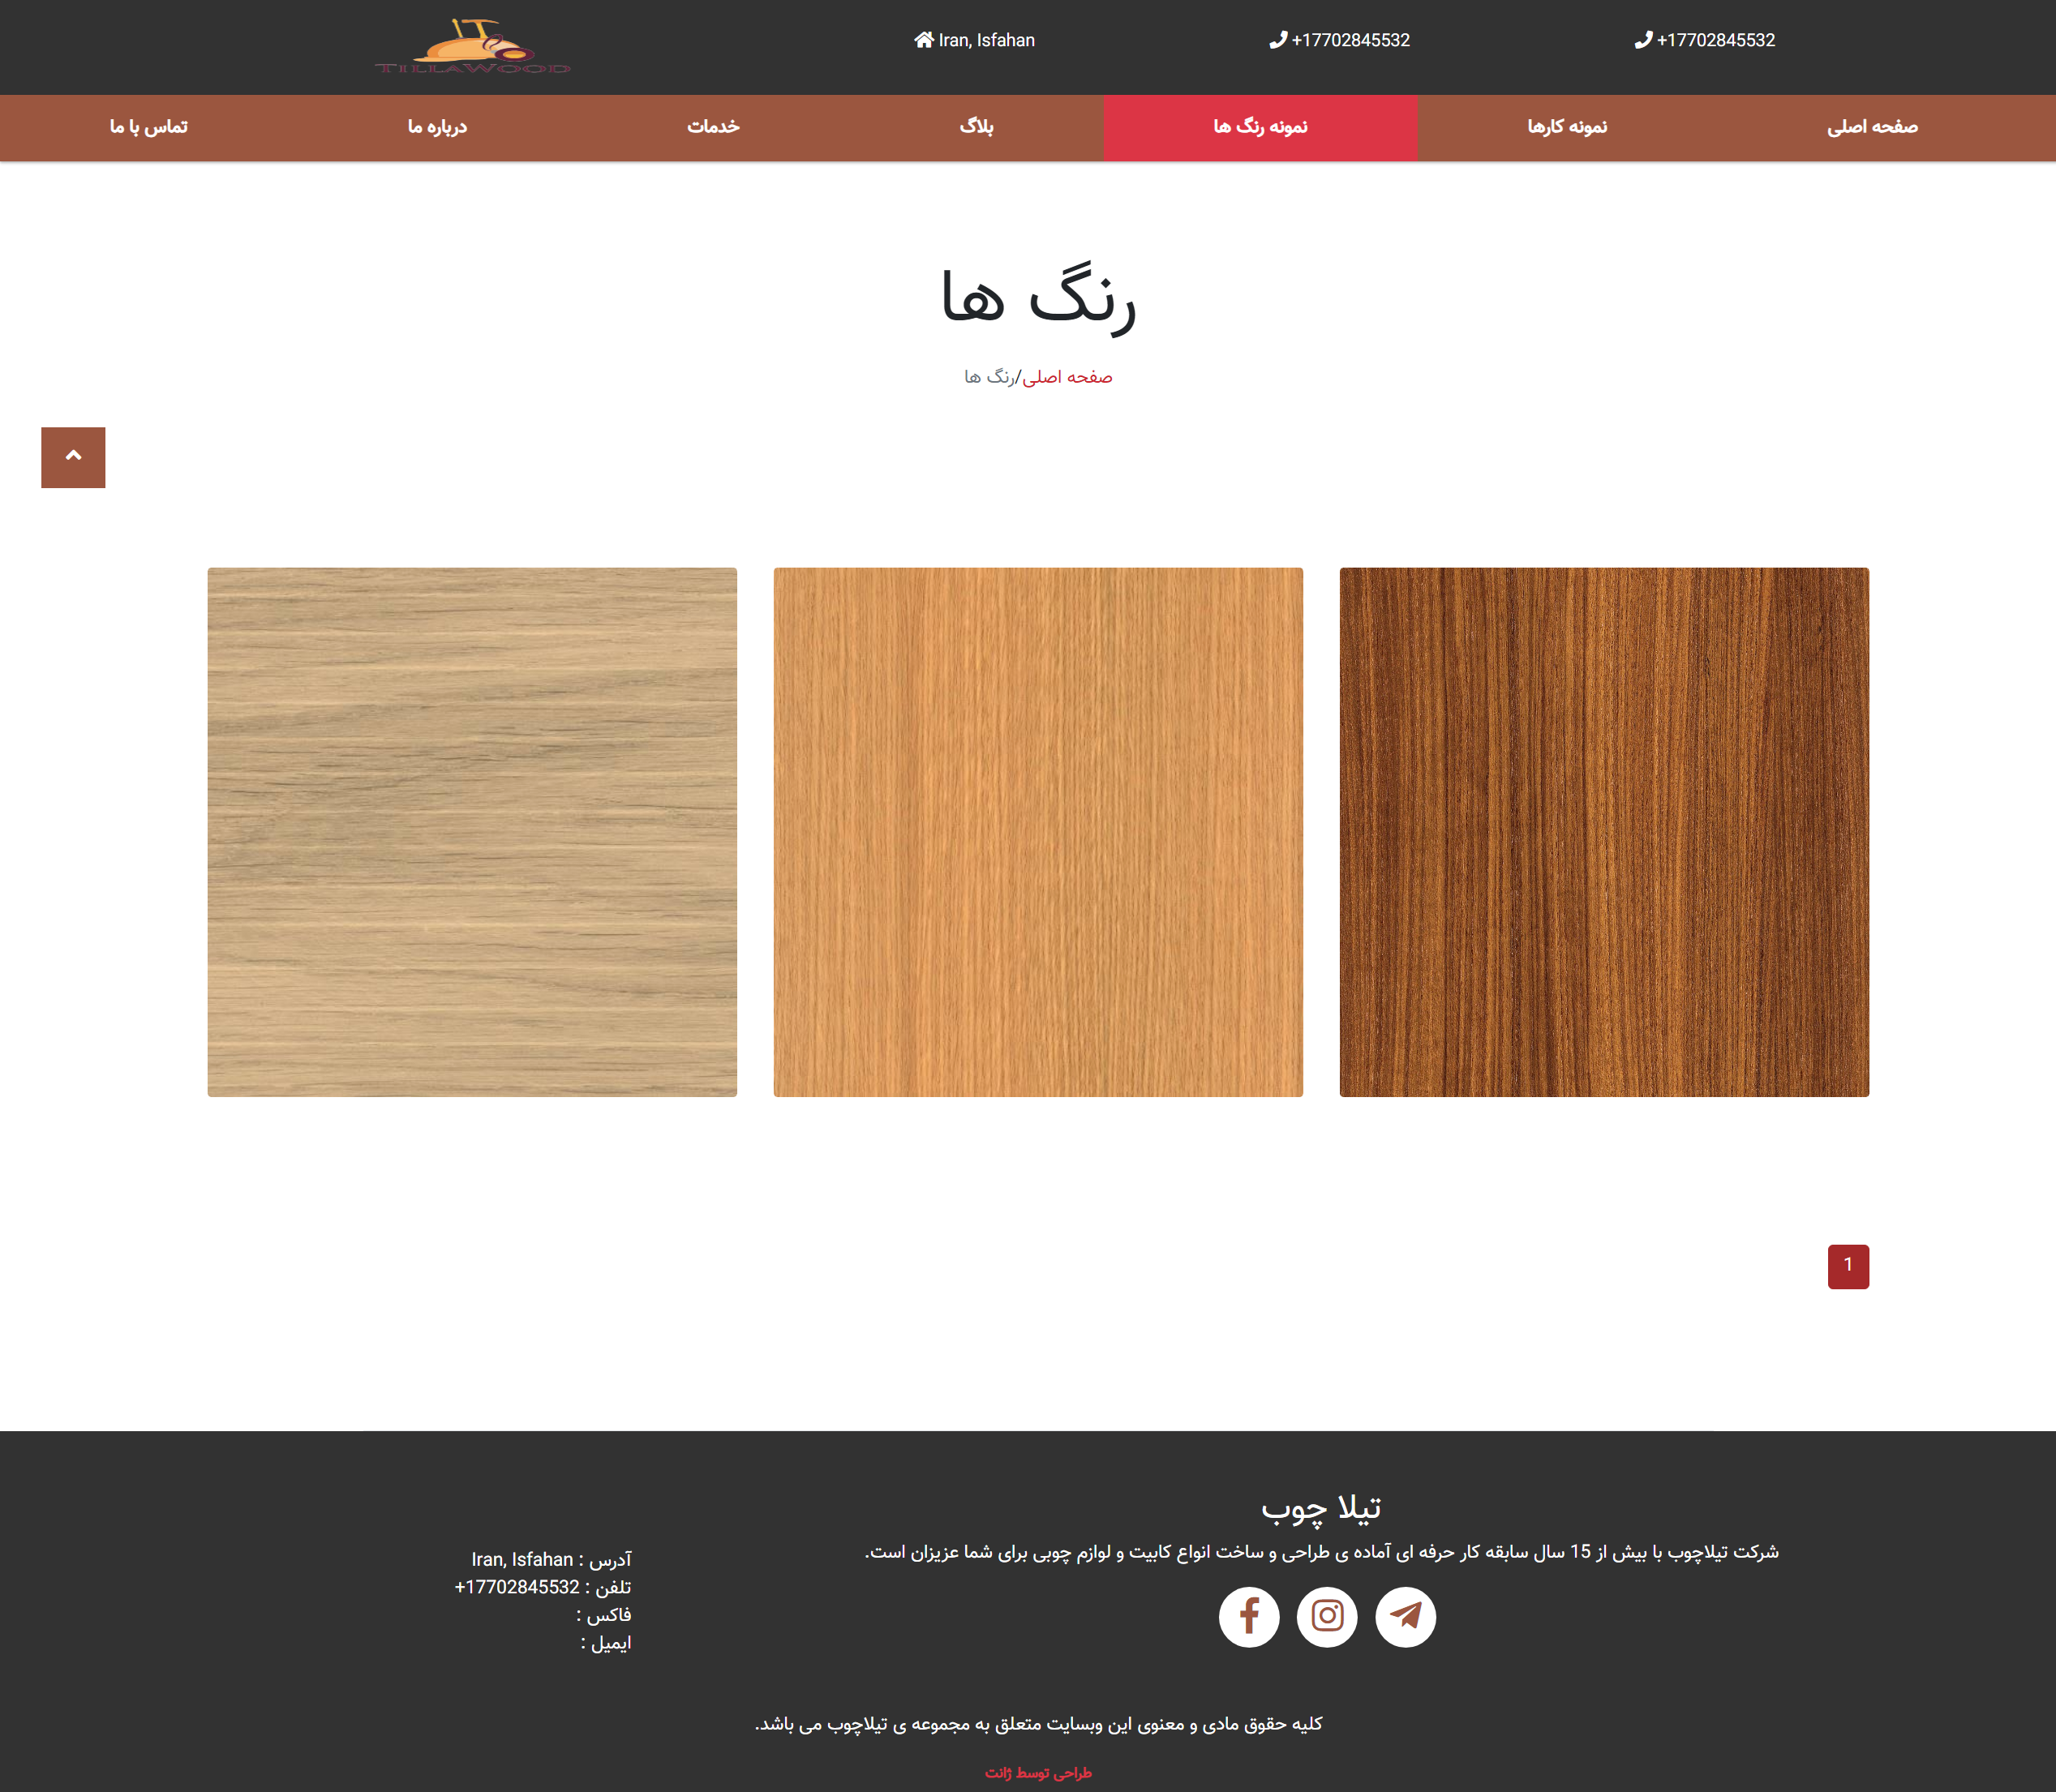 TILLAWOOD
Iran, Isfahan
+17702845532
+17702845532
صفحه اصلی
نمونه کارها
نمونه رنگ ها
بلاگ
خدمات
درباره ما
تماس با ما
رنگ ها
صفحه اصلی/رنگ ها
1
تیلا چوب
شرکت تیلاچوب با بیش از 15 سال سابقه کار حرفه ای آماده ی طراحی و ساخت انواع کابیت و لوازم چوبی برای شما عزیزان است.
آدرس : Iran, Isfahan
تلفن : 17702845532+
فاکس :
ایمیل :
کلیه حقوق مادی و معنوی این وبسایت متعلق به مجموعه ی تیلاچوب می باشد.
طراحی توسط ژانت